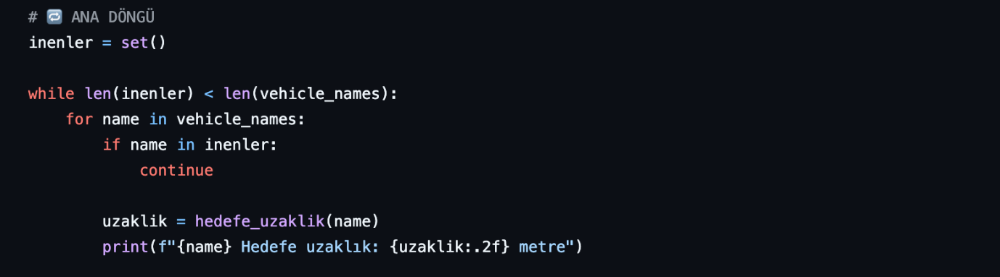 # 🔁 ANA DÖNGÜ
inenler = set()
while len(inenler) < len(vehicle_names):
    for name in vehicle_names:
        if name in inenler:
            continue
        uzaklik = hedefe_uzaklik(name)
        print(f"{name} Hedefe uzaklık: {uzaklik:.2f} metre")